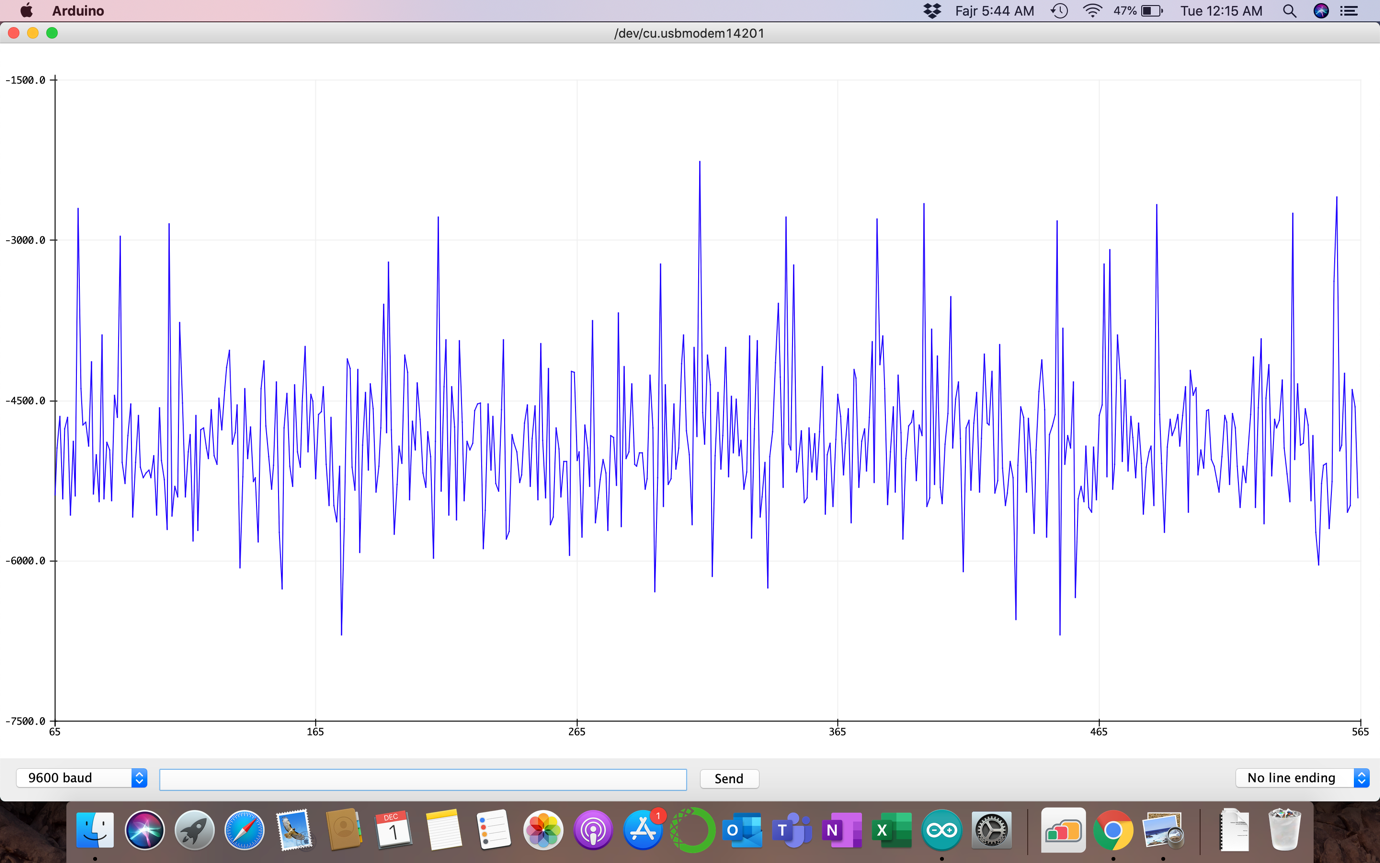 Arduino Fajr 5:44 AM 47% Tue 12:15 AM
/dev/cu.usbmodem14201
-1500.0
-3000.0
-4500.0
-6000.0
-7500.0
65 165 265 365 465 565
9600 baud Send No line ending
DEC
1
1
O
T
N
X